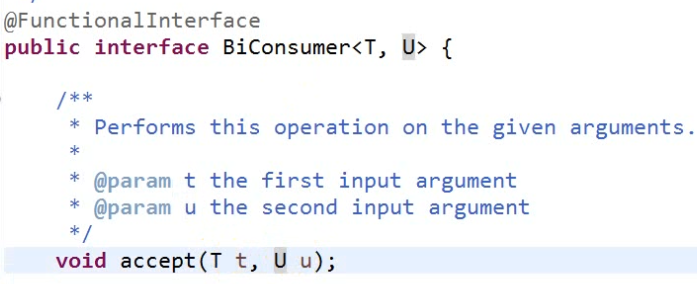 @FunctionalInterface
public interface BiConsumer<T, U> {
/**
* Performs this operation on the given arguments.
*
* @param t the first input argument
* @param u the second input argument
*/
void accept(T t, U u);